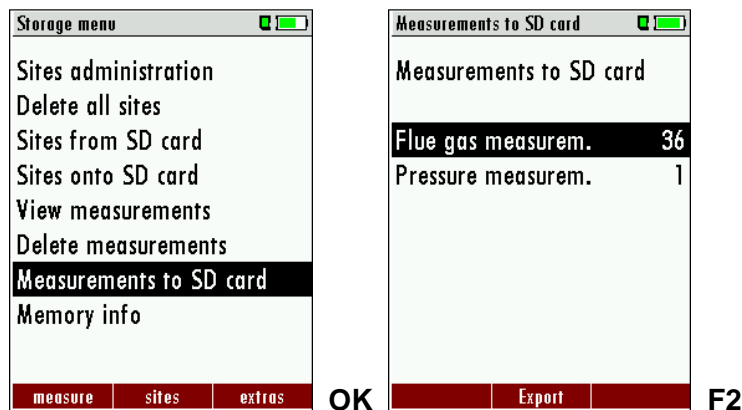 Storage menu
Sites administration
Delete all sites
Sites from SD card
Sites onto SD card
View measurements
Delete measurements
Measurements to SD card
Memory info
measure sites extras
OK
Measurements to SD card
Measurements to SD card
Flue gas measurem. 36
Pressure measurem. 1
Export
F2